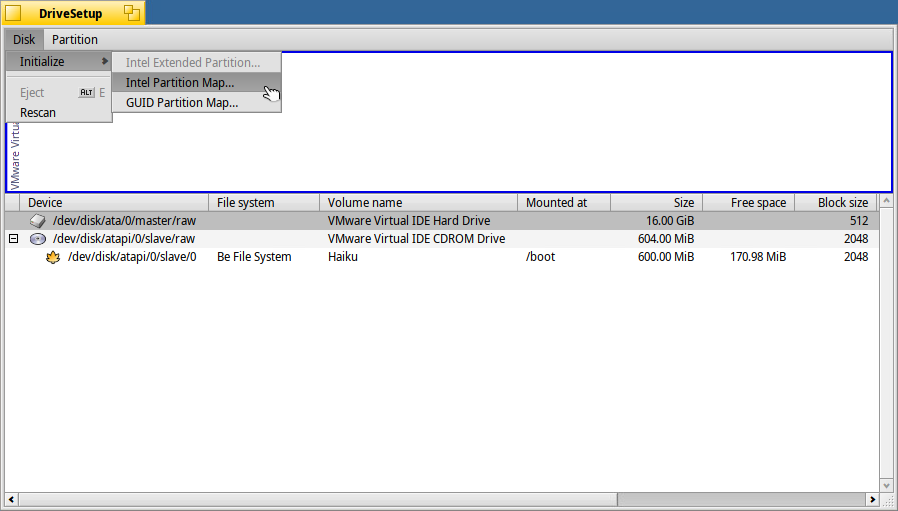 DriveSetup
Disk Partition
Initialize
Eject ALT E
Rescan
Intel Extended Partition...
Intel Partition Map...
GUID Partition Map...
VMware Virtua
Device File system Volume name Mounted at Size Free space Block size
/dev/disk/ata/0/master/raw VMware Virtual IDE Hard Drive 16.00 GiB 512
/dev/disk/atapi/0/slave/raw VMware Virtual IDE CDROM Drive 604.00 MiB 2048
/dev/disk/atapi/0/slave/0 Be File System Haiku /boot 600.00 MiB 170.98 MiB 2048